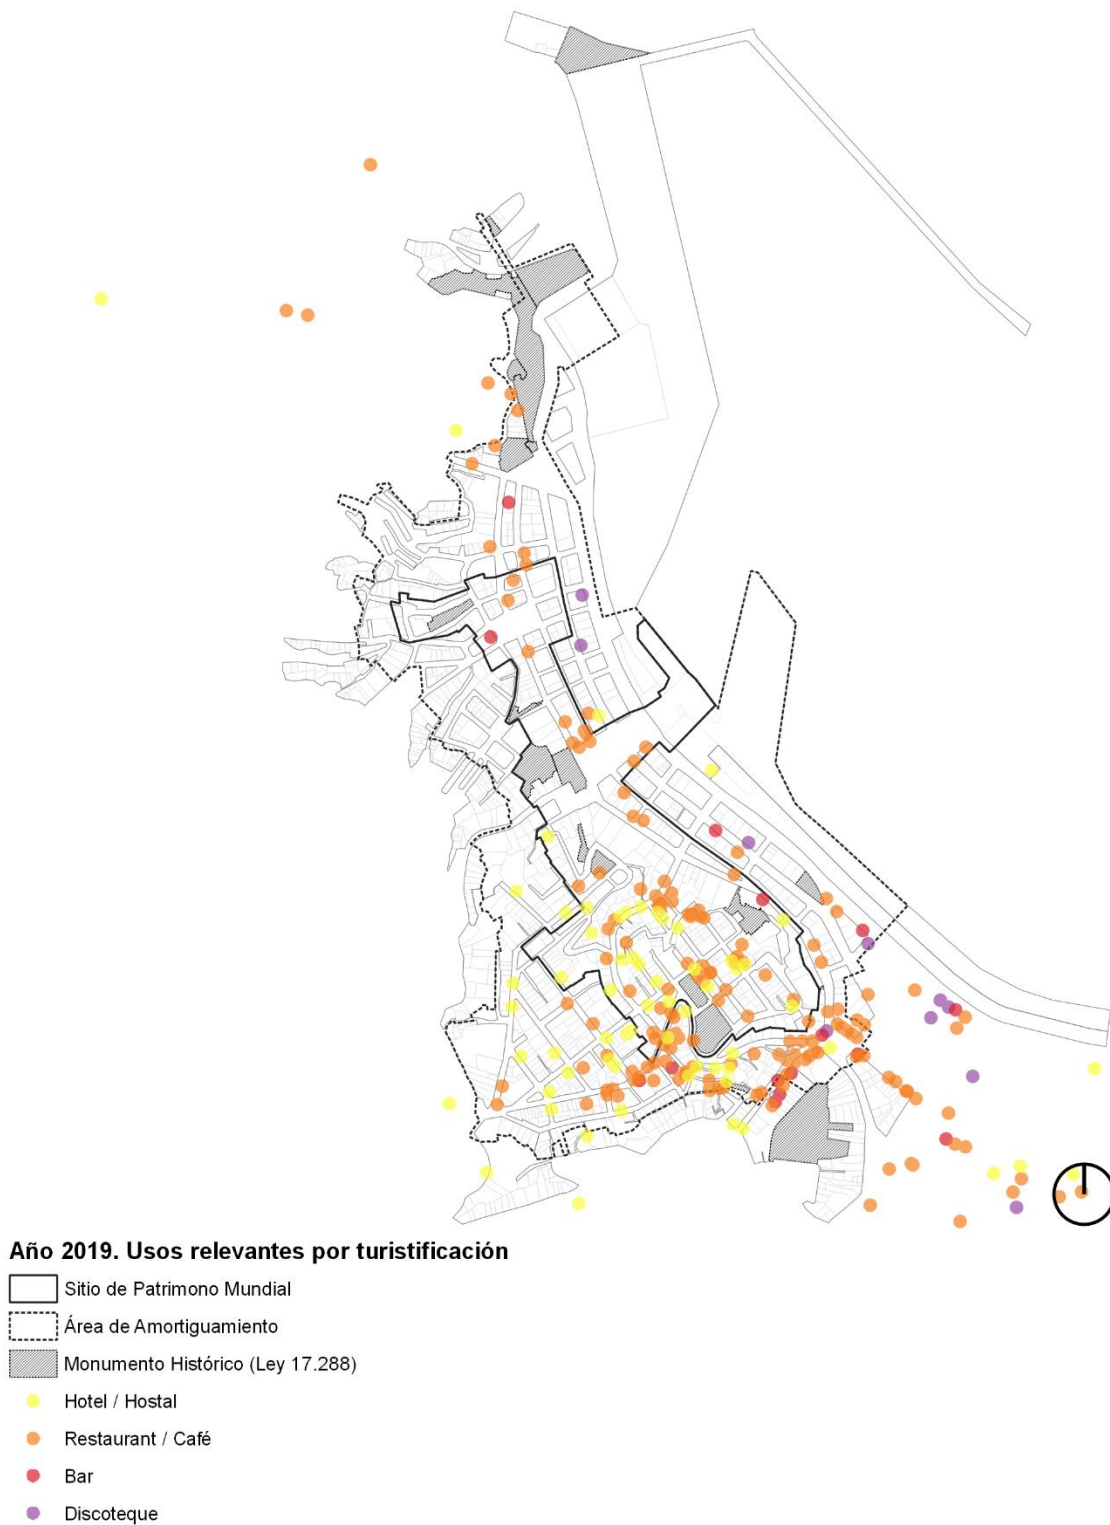 Año 2019. Usos relevantes por turistificación
Sitio de Patrimono Mundial
Área de Amortiguamiento
Monumento Histórico (Ley 17.288)
Hotel / Hostal
Restaurant / Café
Bar
Discoteque